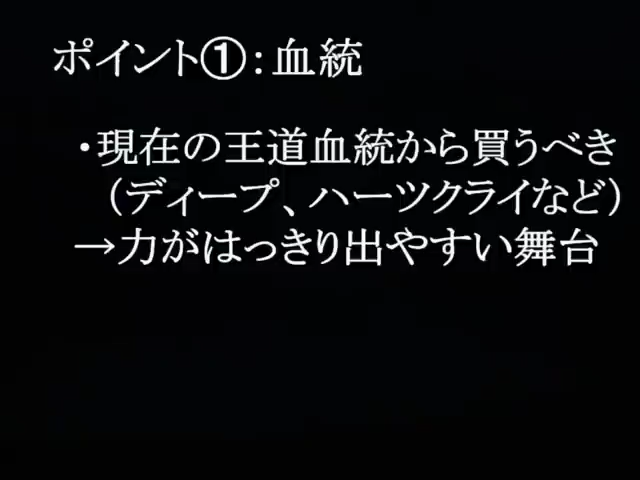 ポイント①:血統
・現在の王道血統から買うべき
(ディープ、ハーツクライなど)
→力がはっきり出やすい舞台